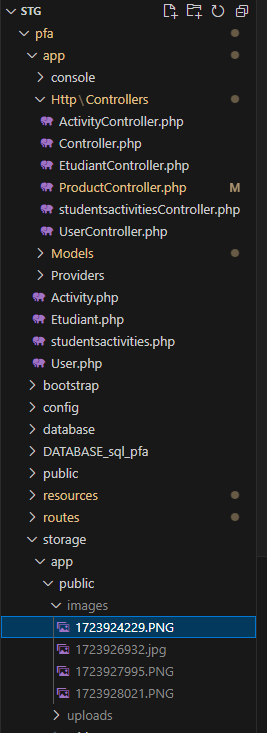 STG
pfa
app
console
Http\Controllers
ActivityController.php
Controller.php
EtudiantController.php
ProductController.php M
studentsactivitiesController.php
UserController.php
Models
Providers
Activity.php
Etudiant.php
studentsactivities.php
User.php
bootstrap
config
database
DATABASE_sql_pfa
public
resources
routes
storage
app
public
images
1723924229.PNG
1723926932.jpg
1723927995.PNG
1723928021.PNG
uploads